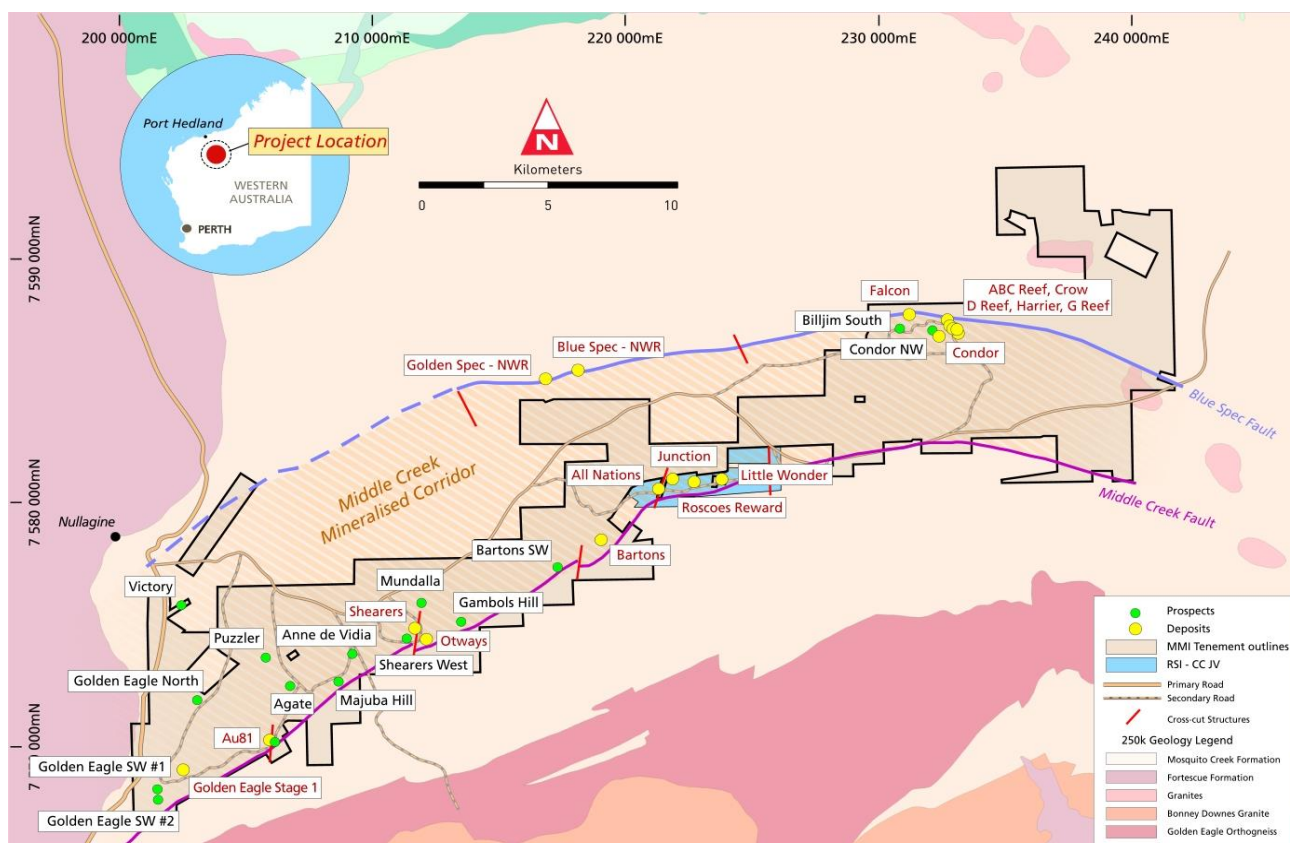 200 000mE
210 000mE
220 000mE
230 000mE
240 000mE
Port Hedland
Project Location
WESTERN
AUSTRALIA
PERTH
N
Kilometers
0
5
10
7 590 000mN
7 580 000mN
000mN
Falcon
ABC Reef, Crow
D Reef, Harrier, G Reef
Billjim South
Condor NW
Condor
Blue Spec - NWR
Golden Spec - NWR
Blue Spec Fault
Middle Creek
Mineralised Corridor
Junction
All Nations
Little Wonder
Roscoes Reward
Middle Creek Fault
Nullagine
Bartons SW
Bartons
Victory
Mundalla
Gambols Hill
Shearers
Puzzler
Anne de Vidia
Otways
Shearers West
Golden Eagle North
Agate
Majuba Hill
Au81
Golden Eagle SW #1
Golden Eagle Stage 1
Golden Eagle SW #2
Prospects
Deposits
MMI Tenement outlines
RSI - CC JV
Primary Road
Secondary Road
Cross-cut Structures
250k Geology Legend
Mosquito Creek Formation
Fortescue Formation
Granites
Bonney Downs Granite
Golden Eagle Orthogneiss